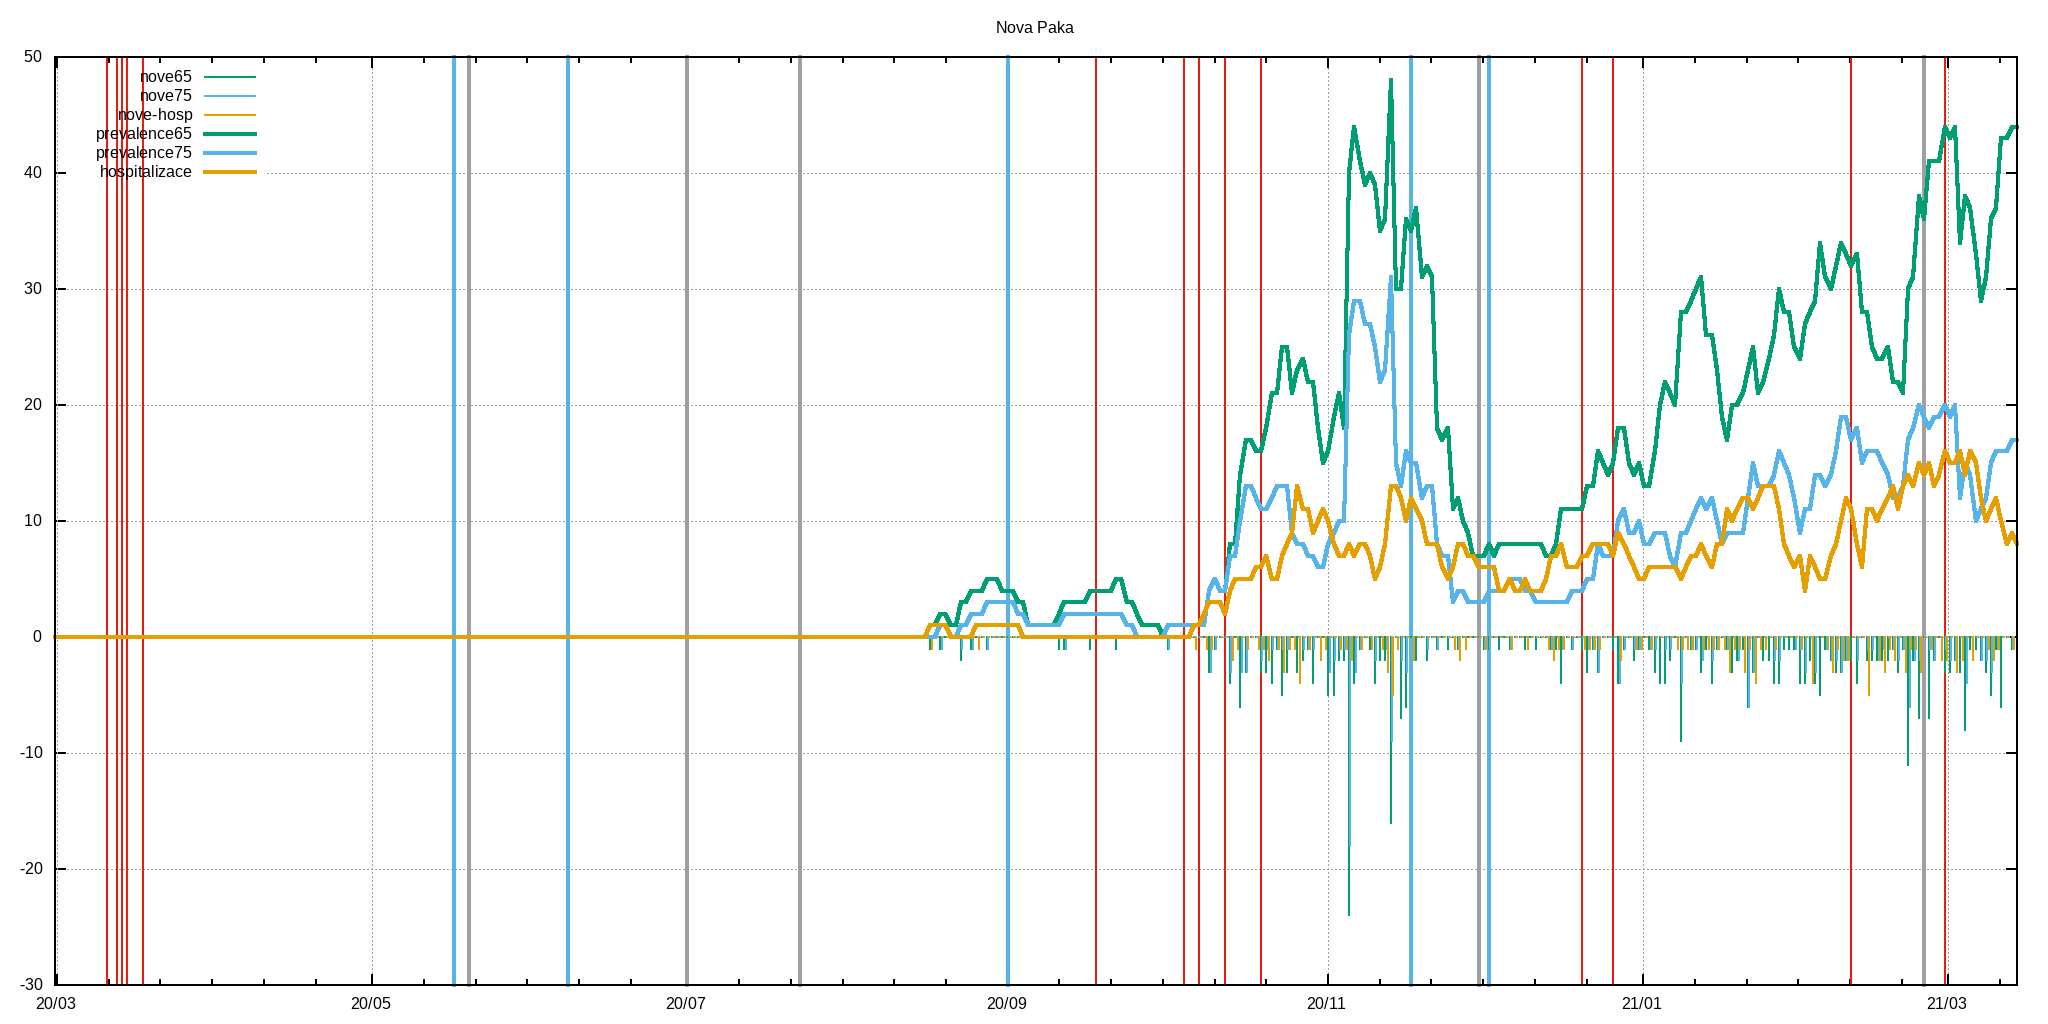 Nova Paka
50
nove65
nove75
nove-hosp
prevalence65
prevalence75
hospitalizace
40
30
20
10
0
-10
-20
-30
20/03 20/05 20/07 20/09 20/11 21/01 21/03